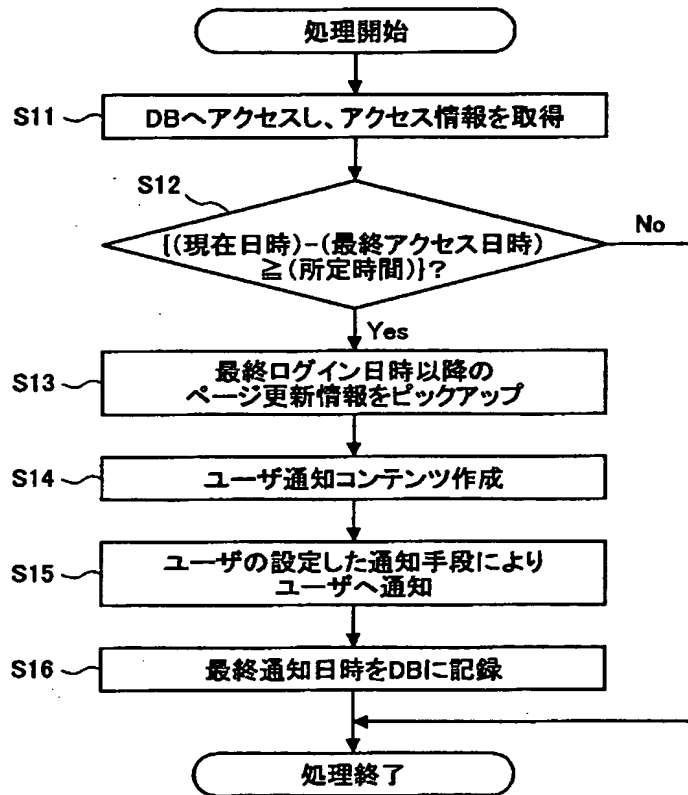 処理開始
S11
DBへアクセスし、アクセス情報を取得
S12
{(現在日時)-(最終アクセス日時)
≧(所定時間)}?
No
Yes
S13
最終ログイン日時以降の
ページ更新情報をピックアップ
S14
ユーザ通知コンテンツ作成
S15
ユーザの設定した通知手段により
ユーザへ通知
S16
最終通知日時をDBに記録
処理終了